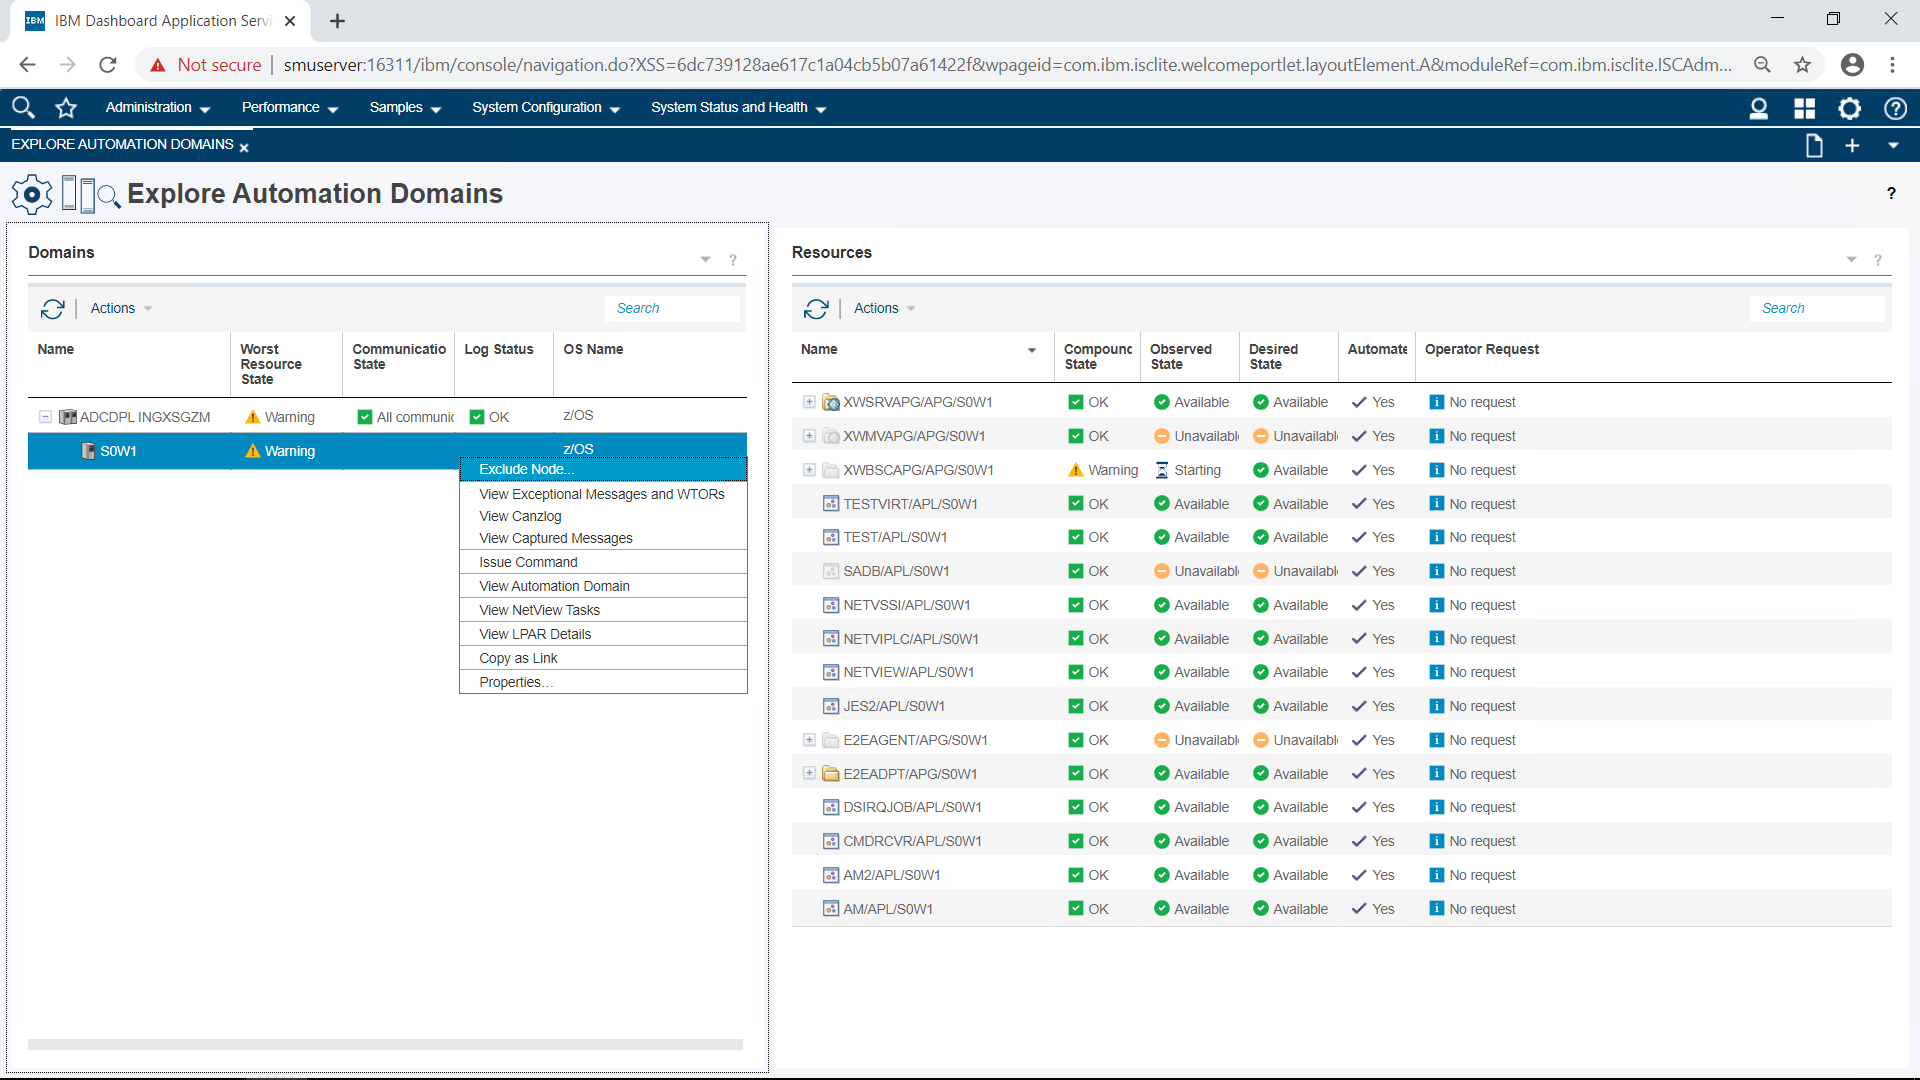 IBM Dashboard Application Servi
Not secure
smuserver:16311/ibm/console/navigation.do?XSS=6dc739128ae617c1a04cb5b07a61422f&wpageid=com.ibm.isclite.welcomeportlet.layoutElement.A&moduleRef=com.ibm.isclite.ISCAdm...
Administration Performance Samples System Configuration System Status and Health
EXPLORE AUTOMATION DOMAINS
Explore Automation Domains ?
Domains ?
Actions Search
Name Worst Resource State Communicatio State Log Status OS Name
ADCDPL INGXSGZM Warning All communic OK z/OS
S0W1 Warning z/OS
Exclude Node...
View Exceptional Messages and WTORs
View Canzlog
View Captured Messages
Issue Command
View Automation Domain
View NetView Tasks
View LPAR Details
Copy as Link
Properties...
Resources ?
Actions Search
Name Compound State Observed State Desired State Automate Operator Request
XWSRVAPG/APG/S0W1 OK Available Available Yes No request
XWMVAPG/APG/S0W1 OK Unavailabl Unavailabl Yes No request
XWBSCAPG/APG/S0W1 Warning Starting Available Yes No request
TESTVIRT/APL/S0W1 OK Available Available Yes No request
TEST/APL/S0W1 OK Available Available Yes No request
SADB/APL/S0W1 OK Unavailabl Unavailabl Yes No request
NETVSSI/APL/S0W1 OK Available Available Yes No request
NETVIPLC/APL/S0W1 OK Available Available Yes No request
NETVIEW/APL/S0W1 OK Available Available Yes No request
JES2/APL/S0W1 OK Available Available Yes No request
E2EAGENT/APG/S0W1 OK Unavailabl Unavailabl Yes No request
E2EADPT/APG/S0W1 OK Available Available Yes No request
DSIRQJOB/APL/S0W1 OK Available Available Yes No request
CMDRCVR/APL/S0W1 OK Available Available Yes No request
AM2/APL/S0W1 OK Available Available Yes No request
AM/APL/S0W1 OK Available Available Yes No request